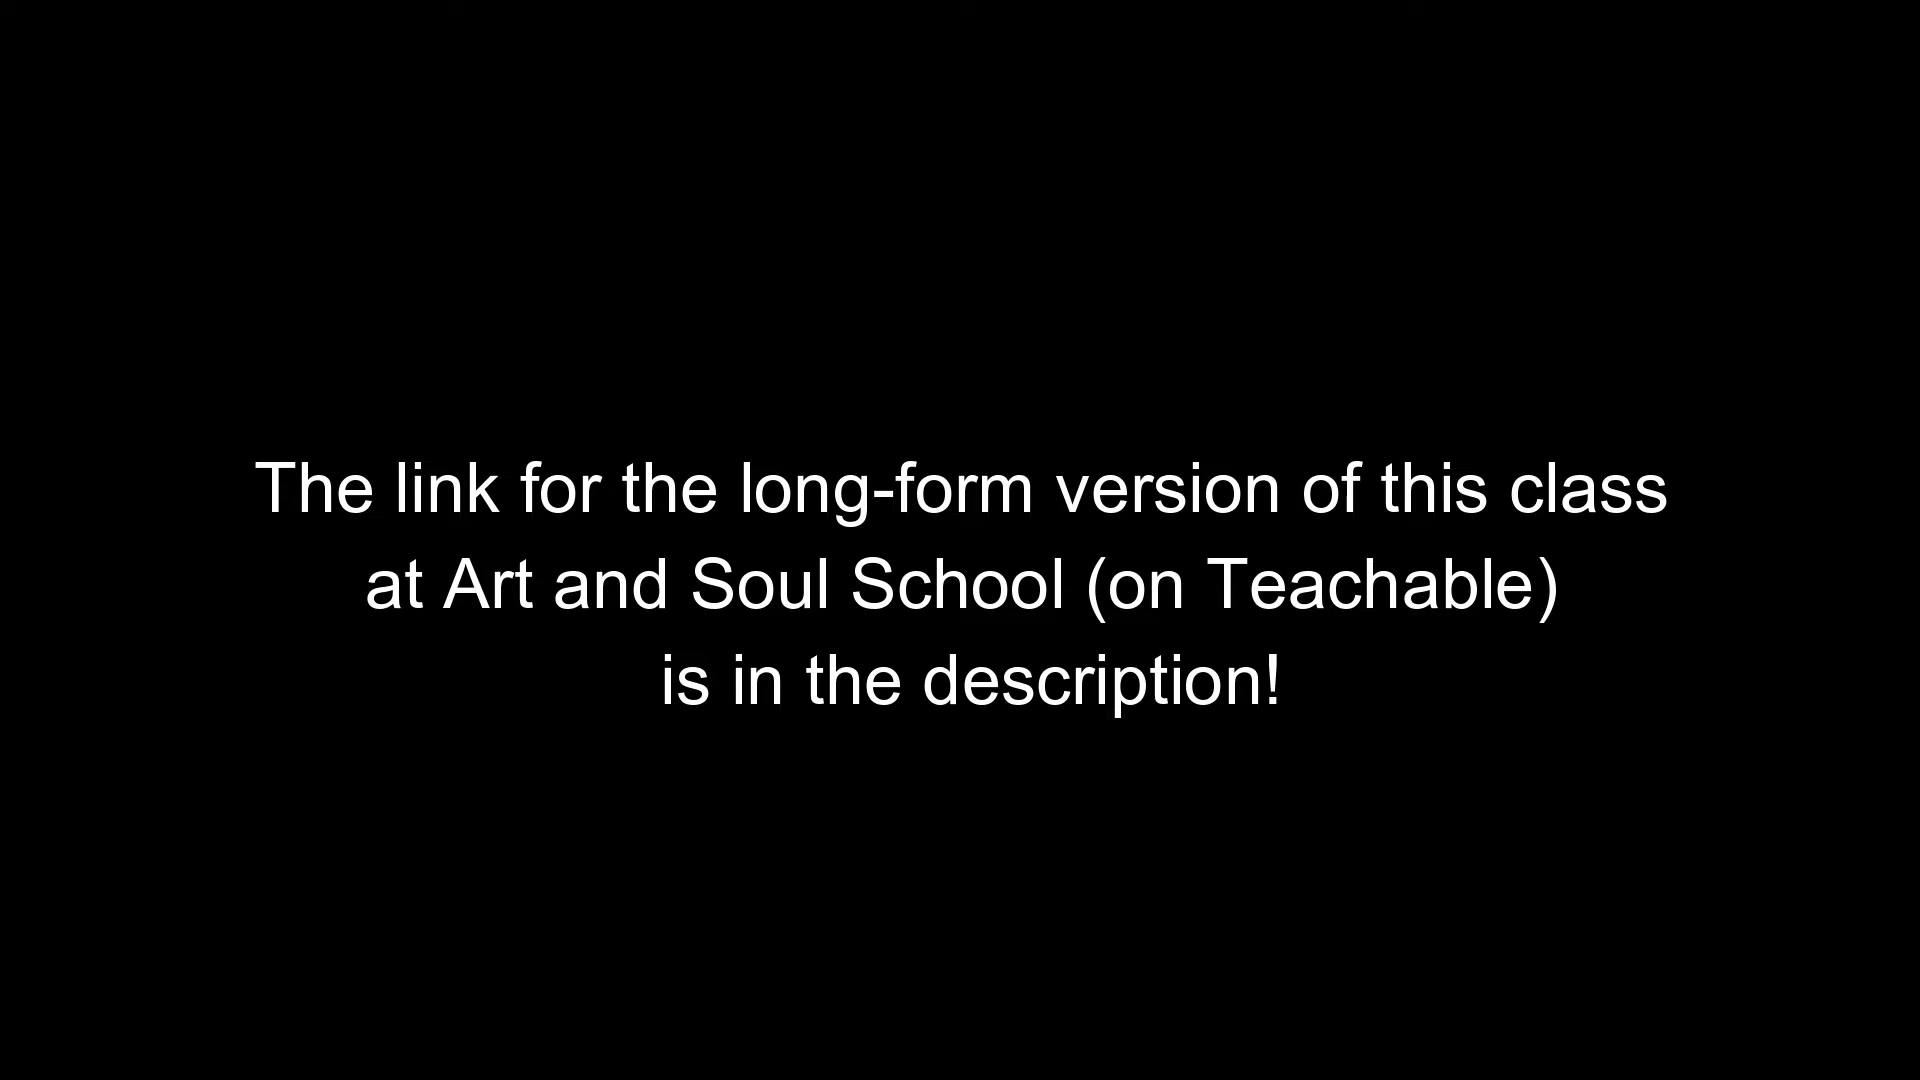 The link for the long-form version of this class
at Art and Soul School (on Teachable)
is in the description!